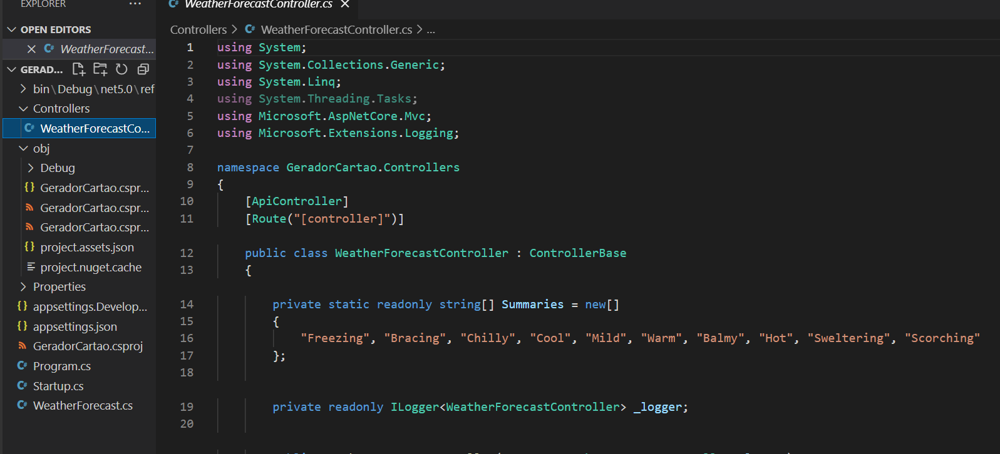 EXPLORER
···
C# WeatherForecastController.cs
OPEN EDITORS
C# WeatherForecast...
GERAD...
bin\Debug\net5.0\ref
Controllers
C# WeatherForecastCo...
obj
Debug
{} GeradorCartao.cspr...
GeradorCartao.cspr...
GeradorCartao.cspr...
{} project.assets.json
project.nuget.cache
Properties
{} appsettings.Develop...
{} appsettings.json
GeradorCartao.csproj
C# Program.cs
C# Startup.cs
C# WeatherForecast.cs
Controllers > C# WeatherForecastController.cs > ...
1 using System;
2 using System.Collections.Generic;
3 using System.Linq;
4 using System.Threading.Tasks;
5 using Microsoft.AspNetCore.Mvc;
6 using Microsoft.Extensions.Logging;
7
8 namespace GeradorCartao.Controllers
9 {
10 [ApiController]
11 [Route("[controller]")]
12 public class WeatherForecastController : ControllerBase
13 {
14 private static readonly string[] Summaries = new[]
15 {
16 "Freezing", "Bracing", "Chilly", "Cool", "Mild", "Warm", "Balmy", "Hot", "Sweltering", "Scorching"
17 };
18
19 private readonly ILogger<WeatherForecastController> _logger;
20